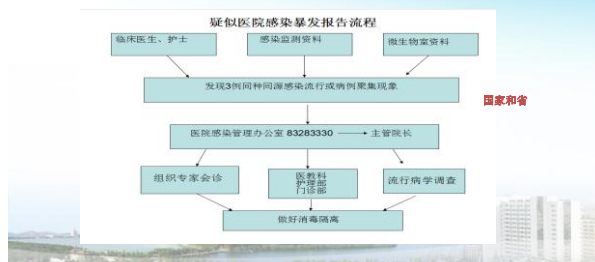 疑似医院感染暴发报告流程
临床医生、护士
感染监测资料
微生物室资料
发现3例同种同源感染流行或病例聚集现象
国家和省
医院感染管理办公室 83283330 主管院长
组织专家会诊
医教科
护理部
门诊部
流行病学调查
做好消毒隔离